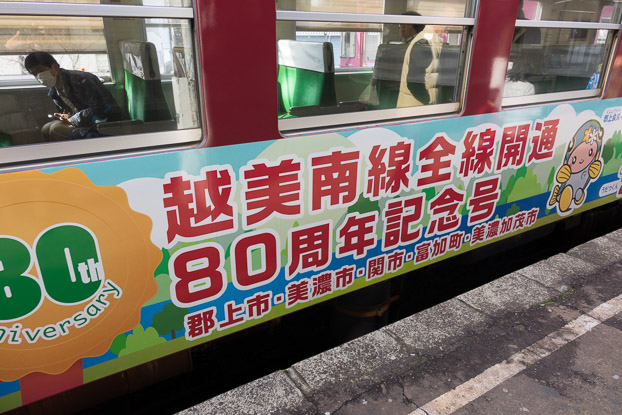 80th
niversary
越美南線全線開通
80周年記念号
郡上市・美濃市・関市・富加町・美濃加茂市